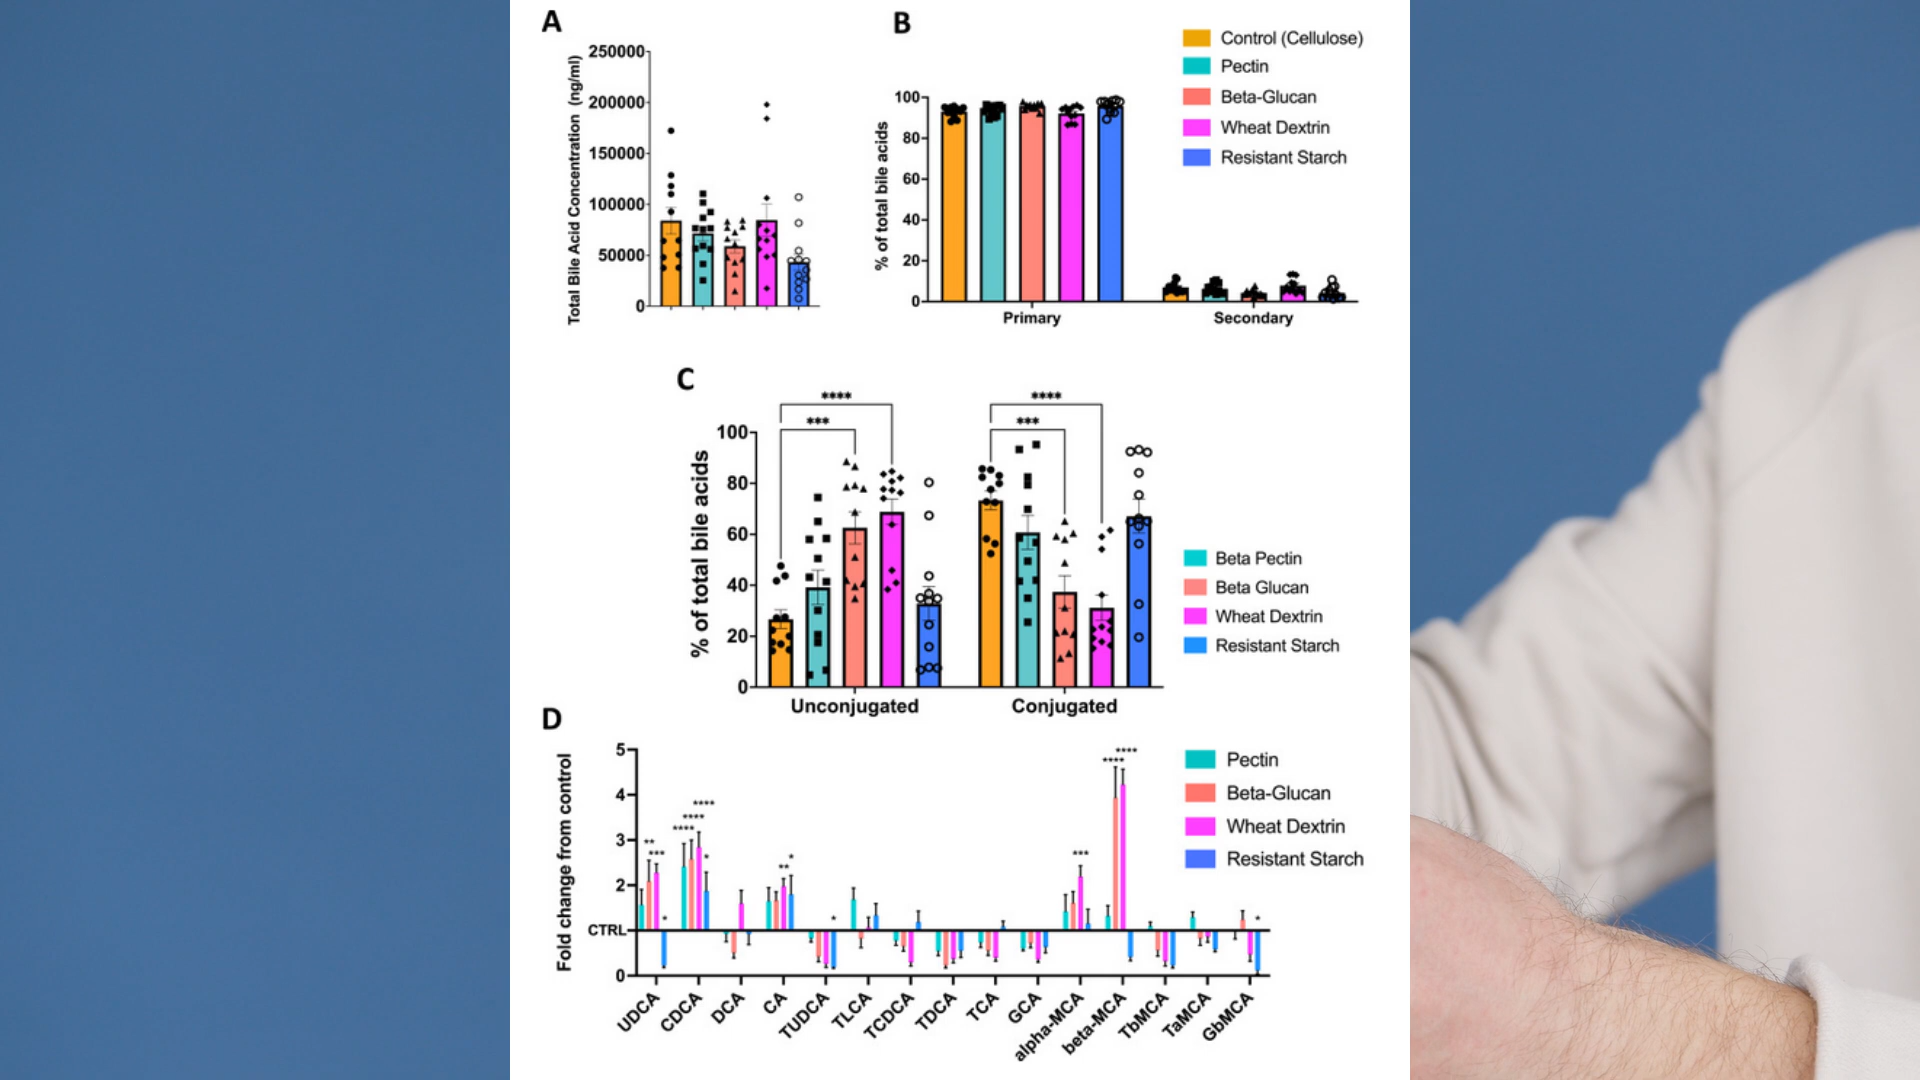 A
Total Bile Acid Concentration (ng/ml)
250000
200000
150000
100000
50000
0
B
% of total bile acids
100
80
60
40
20
0
Primary
Secondary
Control (Cellulose)
Pectin
Beta-Glucan
Wheat Dextrin
Resistant Starch
C
% of total bile acids
100
80
60
40
20
0
****
***
****
***
Unconjugated
Conjugated
Beta Pectin
Beta Glucan
Wheat Dextrin
Resistant Starch
D
Fold change from control
5
4
3
2
CTRL
0
**
***
*
****
****
****
*
**
*
*
***
****
****
*
UDCA
CDCA
DCA
CA
TUDCA
TLCA
TCDCA
TDCA
TCA
GCA
alpha-MCA
beta-MCA
TbMCA
TaMCA
GbMCA
Pectin
Beta-Glucan
Wheat Dextrin
Resistant Starch